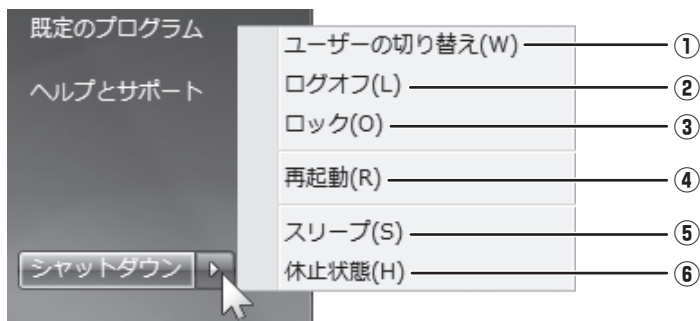 既定のプログラム
ヘルプとサポート
シャットダウン
ユーザーの切り替え(W) ①
ログオフ(L) ②
ロック(O) ③
再起動(R) ④
スリープ(S) ⑤
休止状態(H) ⑥